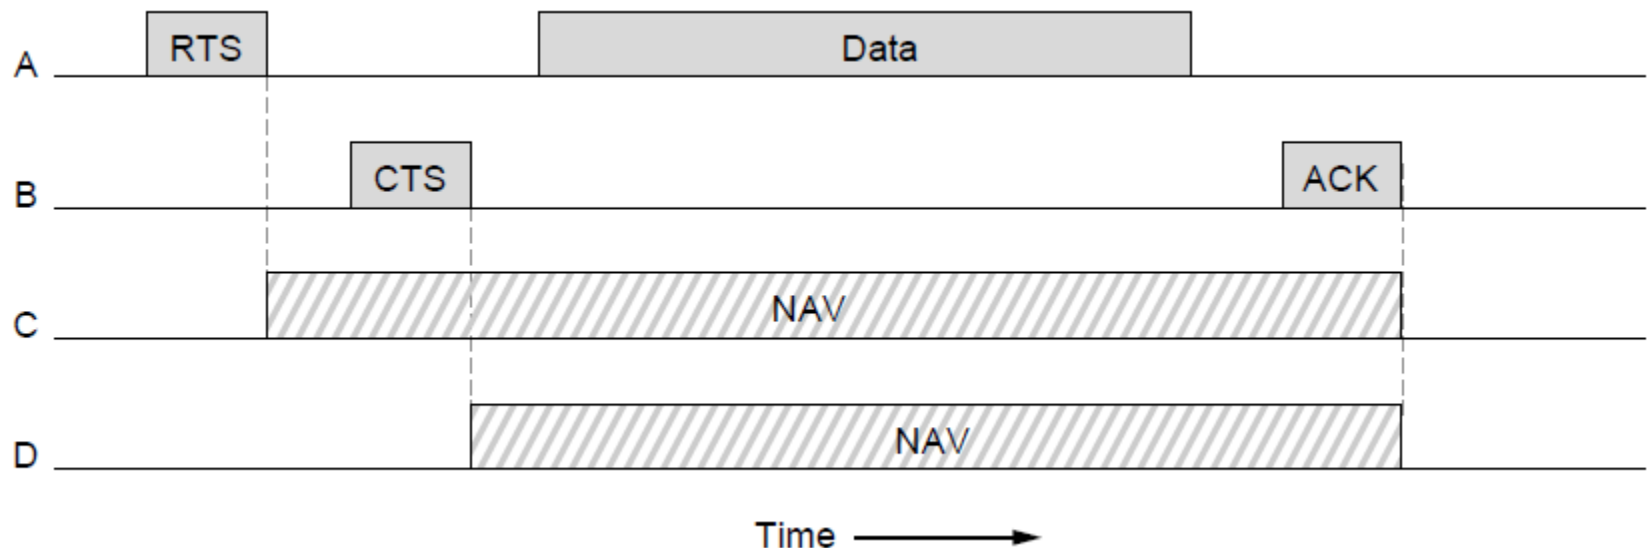 A RTS Data
B CTS ACK
C NAV
D NAV
Time